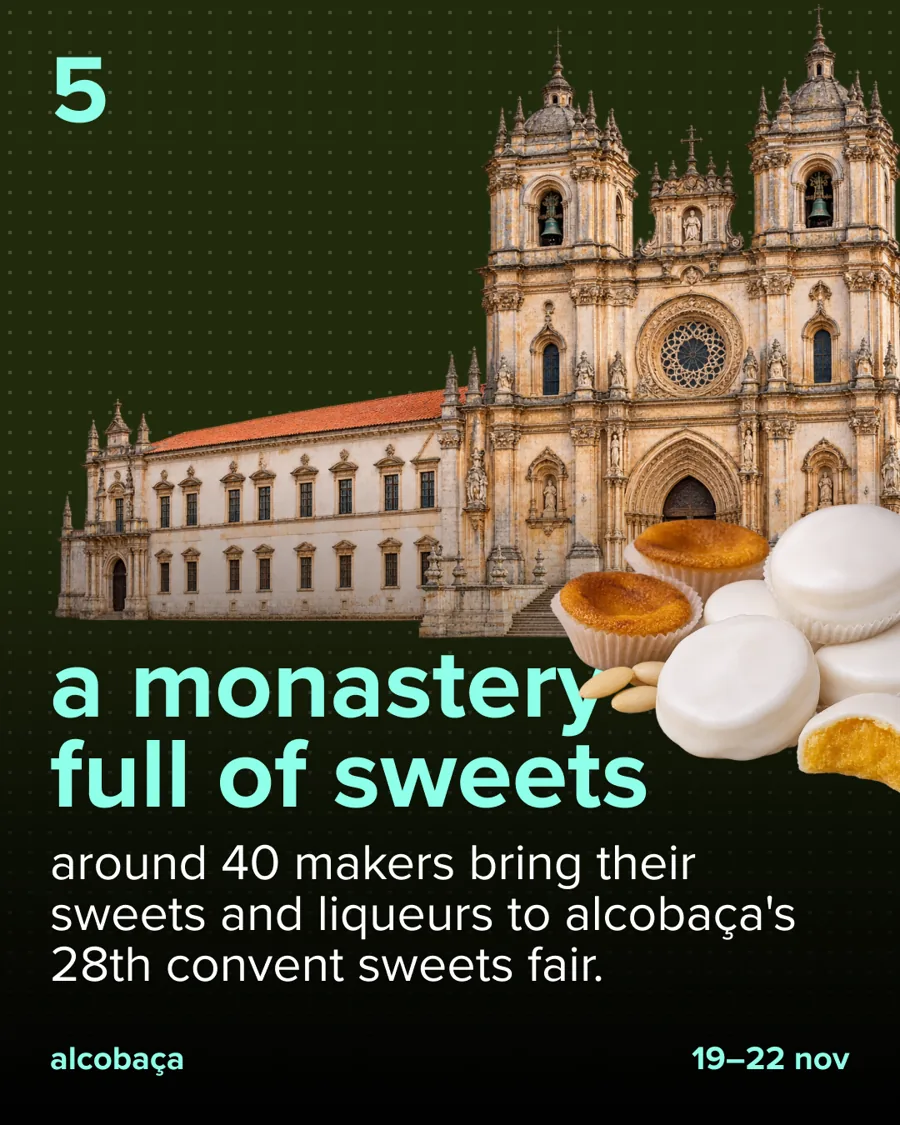 5
a monastery
full of sweets
around 40 makers bring their
sweets and liqueurs to alcobaça's
28th convent sweets fair.
alcobaça
19–22 nov